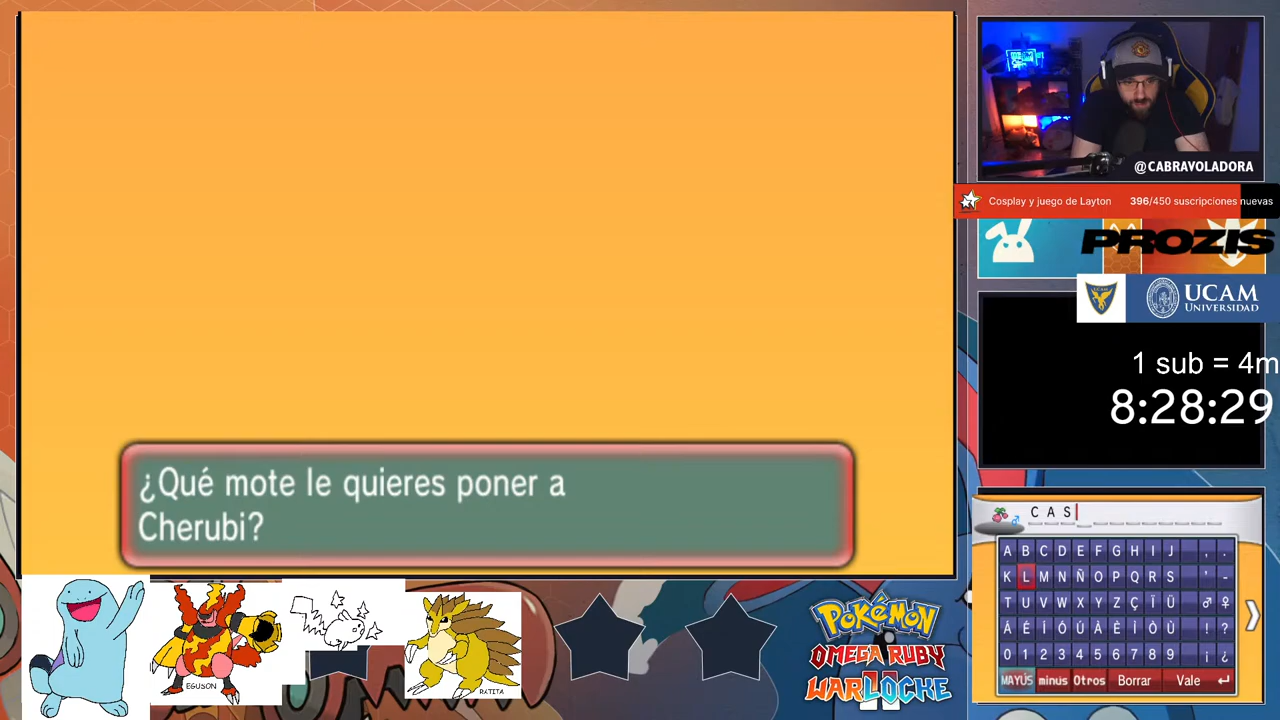 @CABRAVOLADORA
Cosplay y juego de Layton 396/450 suscripciones nuevas
PROZIS
UCAM
UNIVERSIDAD
1 sub = 4m
8:28:29
¿Qué mote le quieres poner a
Cherubi?
CAS
A B C D E F G H I J , .
K L M N Ñ O P Q R S ' -
T U V W X Y Z Ç Ï Ü ♂ ♀
Á É Í Ó Ú À È Ì Ò Ù ! ?
0 1 2 3 4 5 6 7 8 9 ¡ ¿
MAYÚS minus Otros Borrar Vale
EGUSON
RATITA
POKéMON
OMEGA RUBY
WARLOCKE